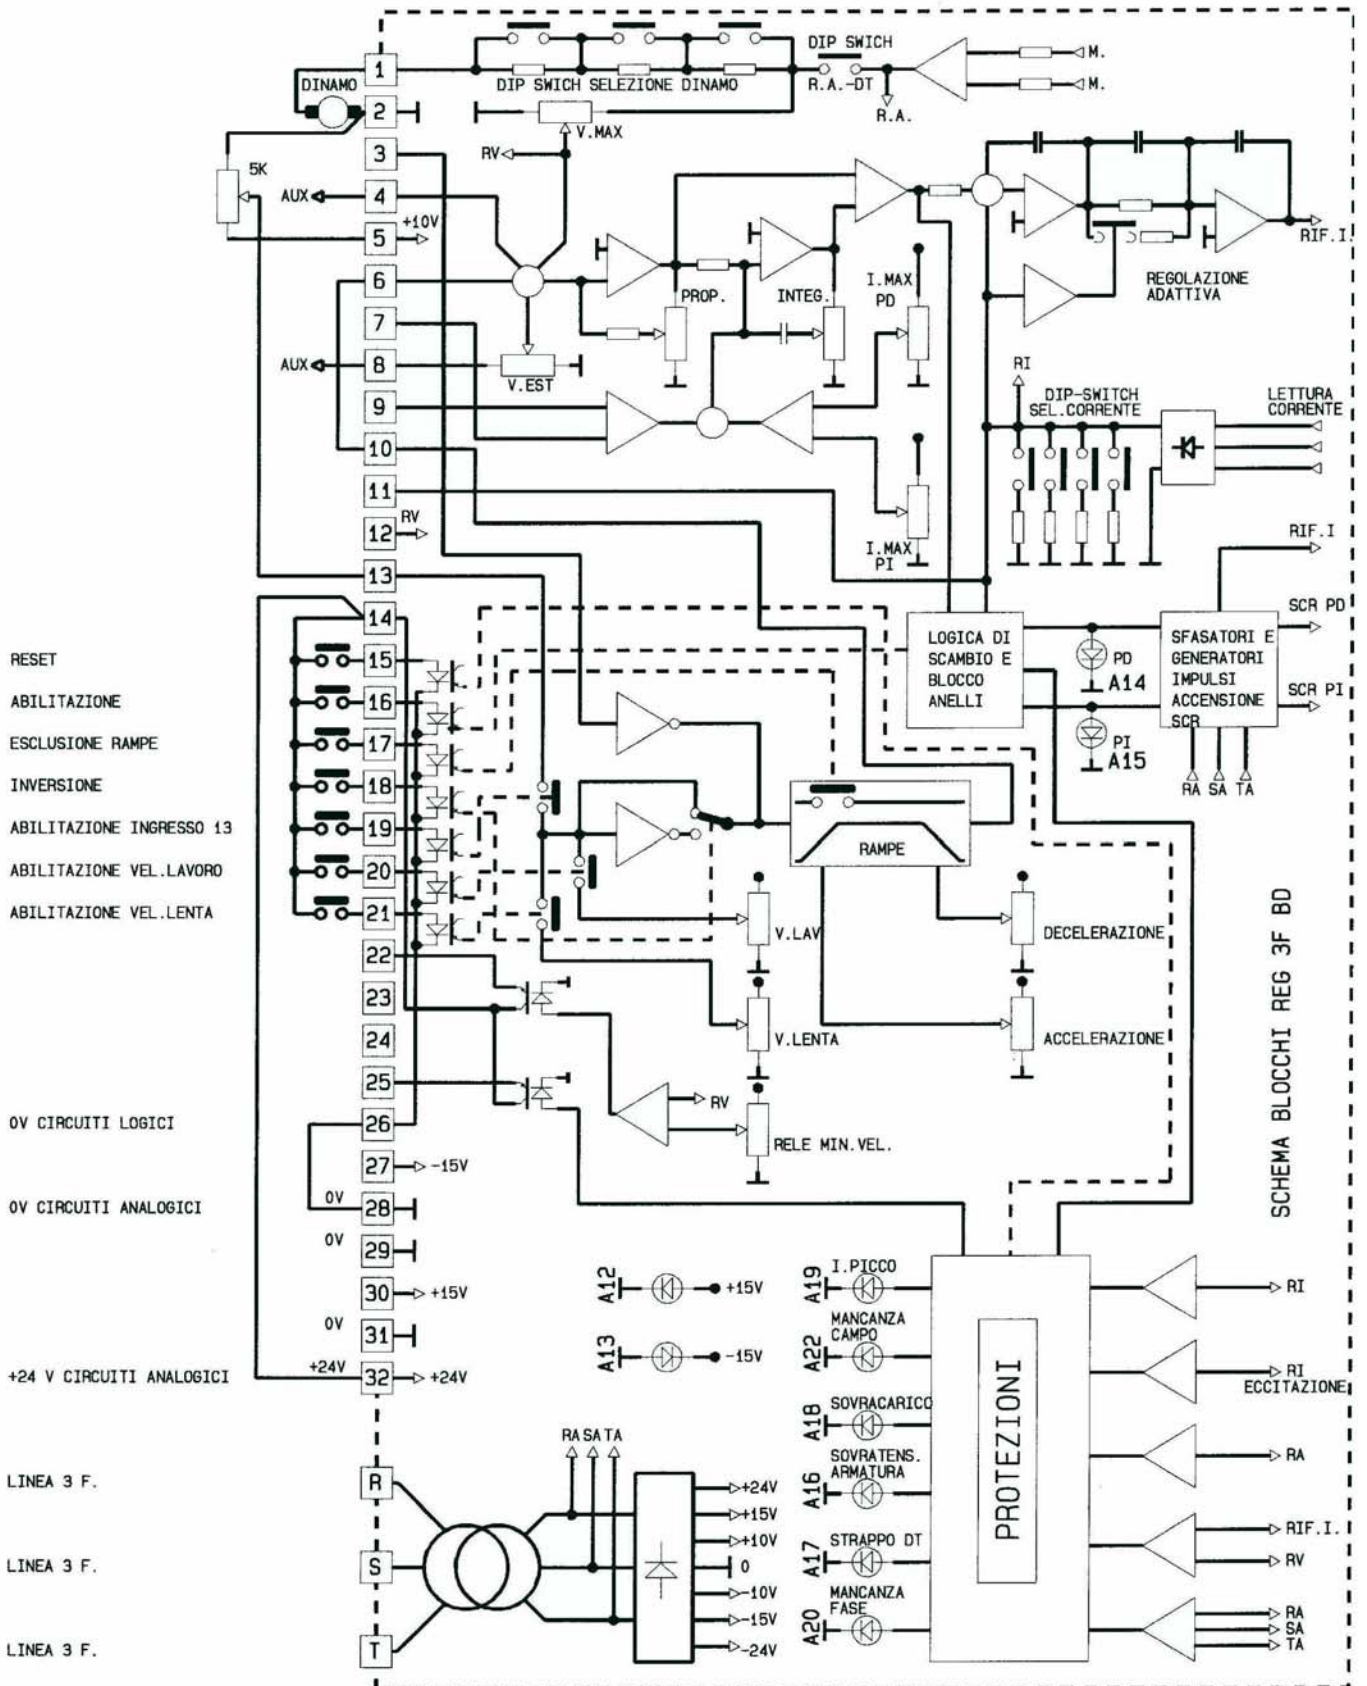 DIP SWICH
1
M.
DINAMO
DIP SWICH SELEZIONE DINAMO
R.A.-DT
M.
2
R.A.
V.MAX
3
RV
5K
AUX
4
+10V
5
RIF.I.
6
PROP.
INTEG.
I.MAX
PD
REGOLAZIONE
ADATTIVA
7
AUX
8
V.EST
RI
9
DIP-SWITCH
SEL.CORRENTE
LETTURA
CORRENTE
10
11
RV
12
I.MAX
PI
RIF.I
13
14
SCR PD
LOGICA DI
SCAMBIO E
BLOCCO
ANELLI
SFASATORI E
GENERATORI
IMPULSI
ACCENSIONE
SCR
RESET
15
PD
A14
SCR PI
ABILITAZIONE
16
ESCLUSIONE RAMPE
17
PI
A15
INVERSIONE
18
RA SA TA
ABILITAZIONE INGRESSO 13
19
RAMPE
ABILITAZIONE VEL.LAVORO
20
ABILITAZIONE VEL.LENTA
21
V.LAV
DECELERAZIONE
22
23
24
V.LENTA
ACCELERAZIONE
25
RV
0V CIRCUITI LOGICI
26
RELE MIN.VEL.
27
-15V
0V CIRCUITI ANALOGICI
0V
28
SCHEMA BLOCCHI REG 3F BD
0V
29
30
+15V
A12
+15V
A19
I.PICCO
RI
0V
31
A13
-15V
MANCANZA
CAMPO
A22
+24 V CIRCUITI ANALOGICI
+24V
32
+24V
RI
ECCITAZIONE
PROTEZIONI
SOVRACARICO
A18
RA SA TA
SOVRATENS.
ARMATURA
A16
RA
LINEA 3 F.
R
+24V
+15V
+10V
0
-10V
-15V
-24V
STRAPPO DT
A17
RIF.I.
RV
LINEA 3 F.
S
MANCANZA
FASE
A20
RA
SA
TA
LINEA 3 F.
T